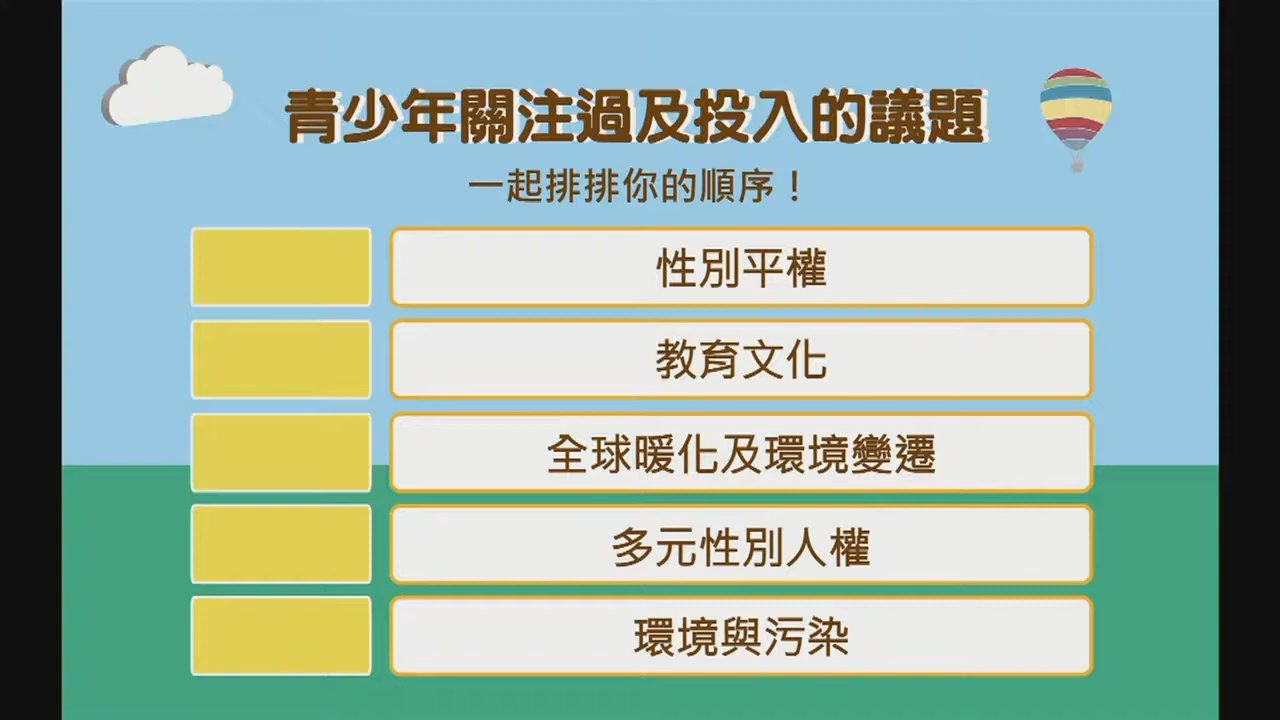 青少年關注過及投入的議題
一起排排你的順序！
性別平權
教育文化
全球暖化及環境變遷
多元性別人權
環境與污染